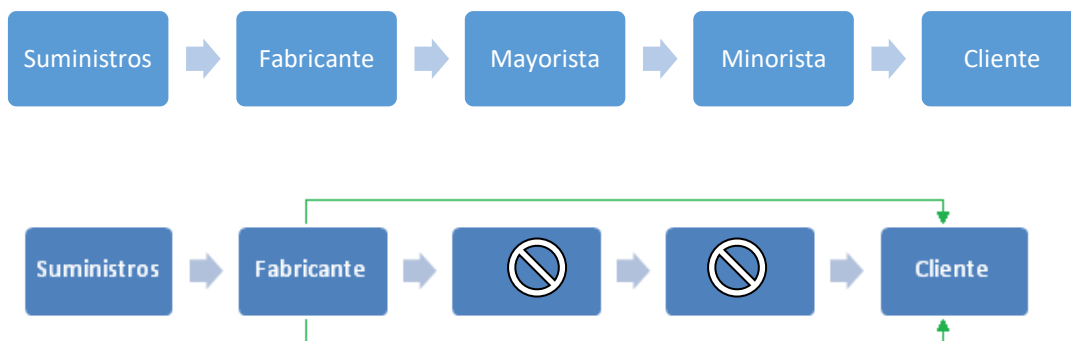 Suministros
Fabricante
Mayorista
Minorista
Cliente
Suministros
Fabricante
Cliente